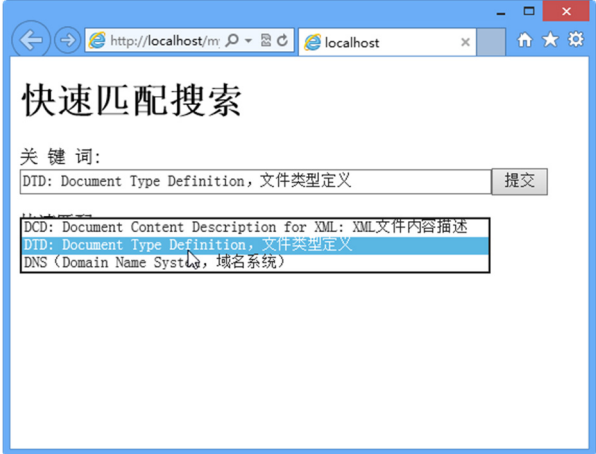 http://localhost/my
localhost
快速匹配搜索
关 键 词:
DTD: Document Type Definition，文件类型定义
提交
DCD: Document Content Description for XML: XML文件内容描述
DTD: Document Type Definition，文件类型定义
DNS（Domain Name System，域名系统）